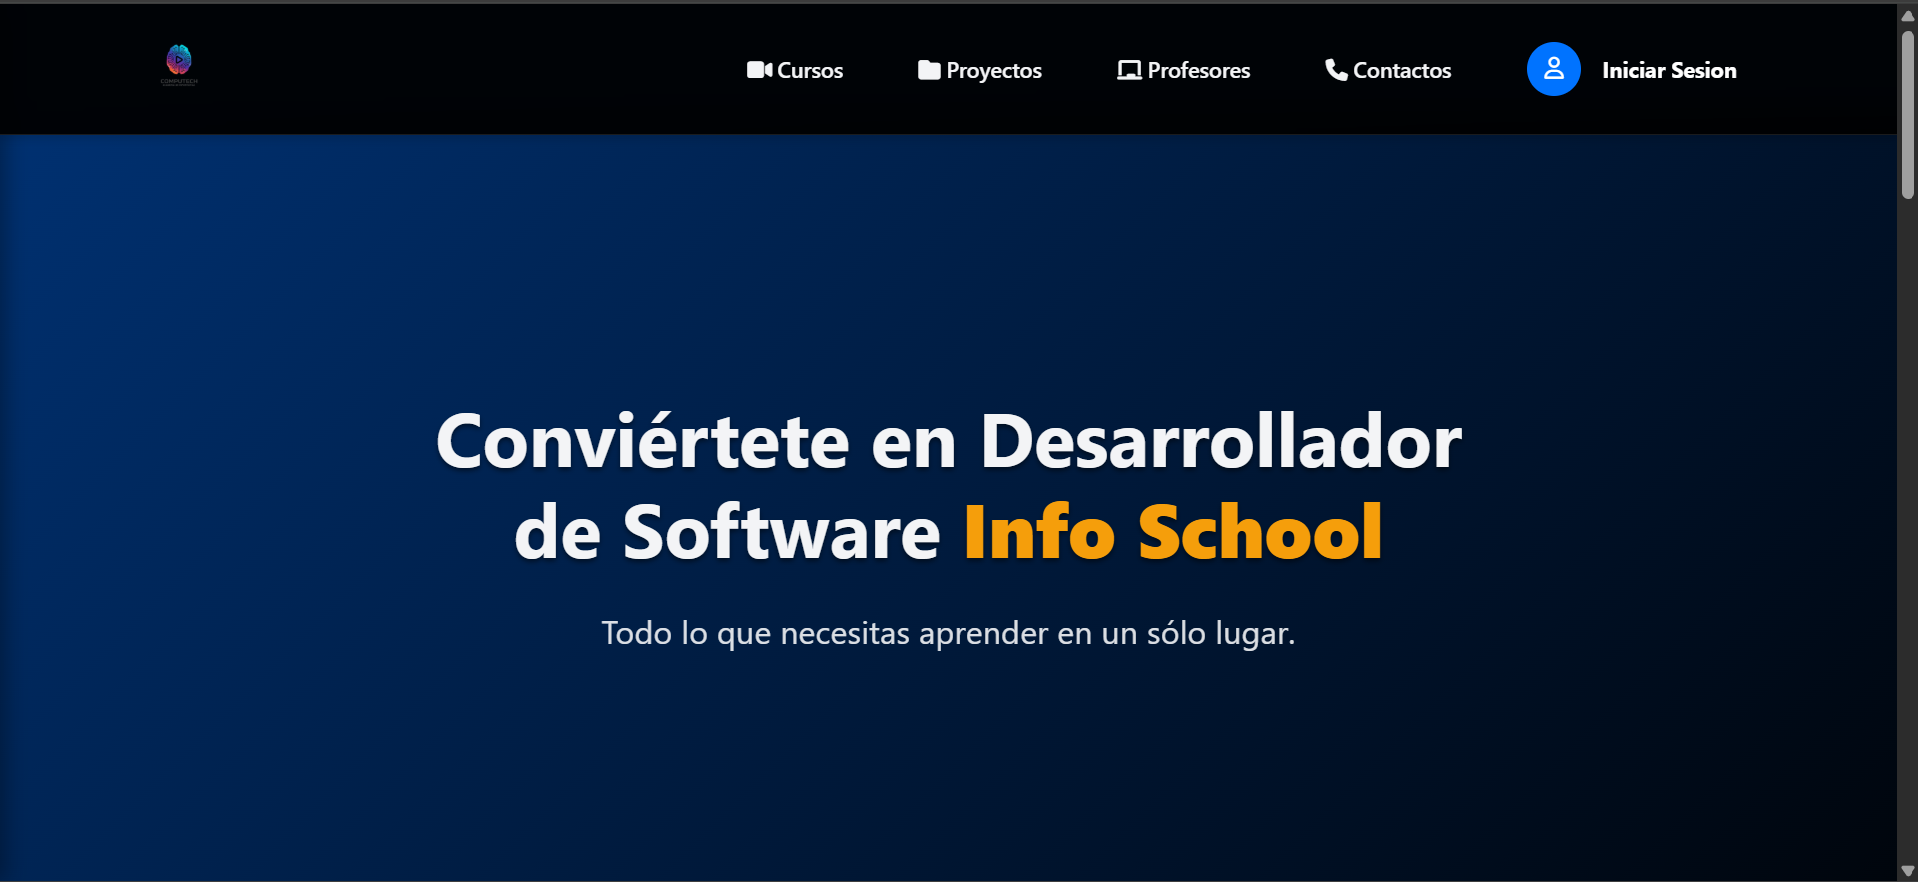 COMPUTECH
Cursos
Proyectos
Profesores
Contactos
Iniciar Sesion
Conviértete en Desarrollador
de Software Info School
Todo lo que necesitas aprender en un sólo lugar.